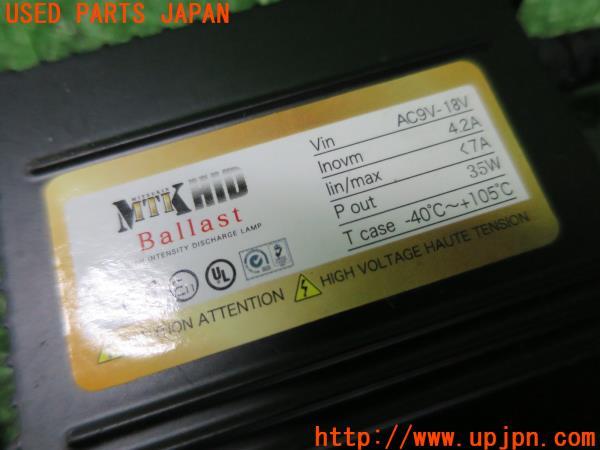 USED PARTS JAPAN
MTK HID
Ballast
INTENSITY DISCHARGE LAMP
Vin AC9V-18V
Inovm 4.2A
Iin/max <7A
P out 35W
T case -40℃~+105℃
UL
ATTENTION HIGH VOLTAGE HAUTE TENSION
http://www.upjpn.com/